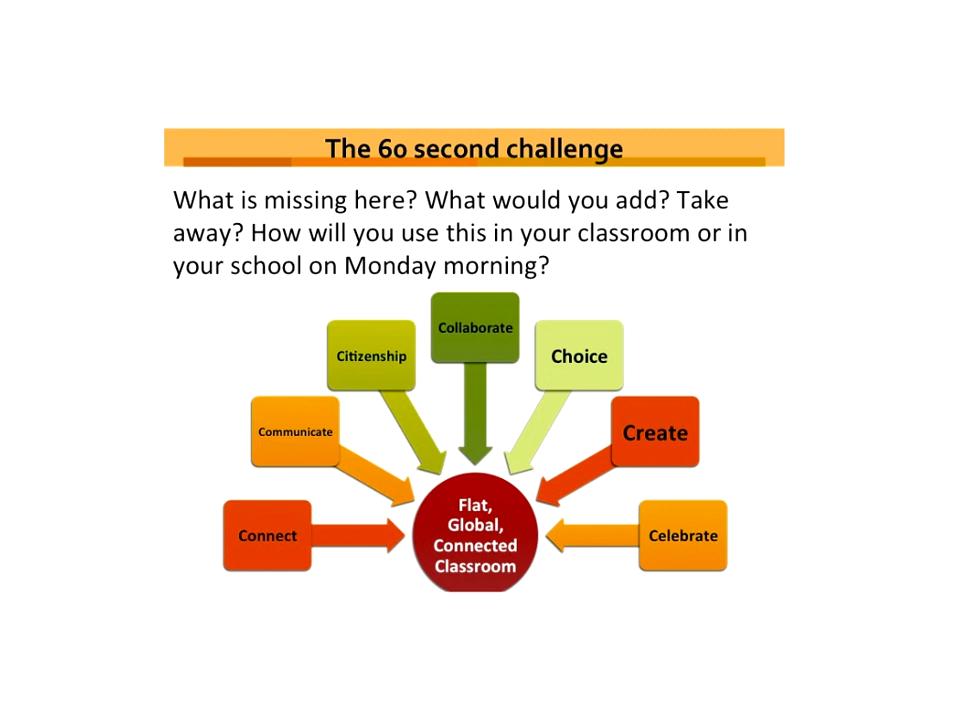 The 60 second challenge
What is missing here? What would you add? Take
away? How will you use this in your classroom or in
your school on Monday morning?
Collaborate
Citizenship
Choice
Communicate
Create
Connect
Flat,
Global,
Connected
Classroom
Celebrate